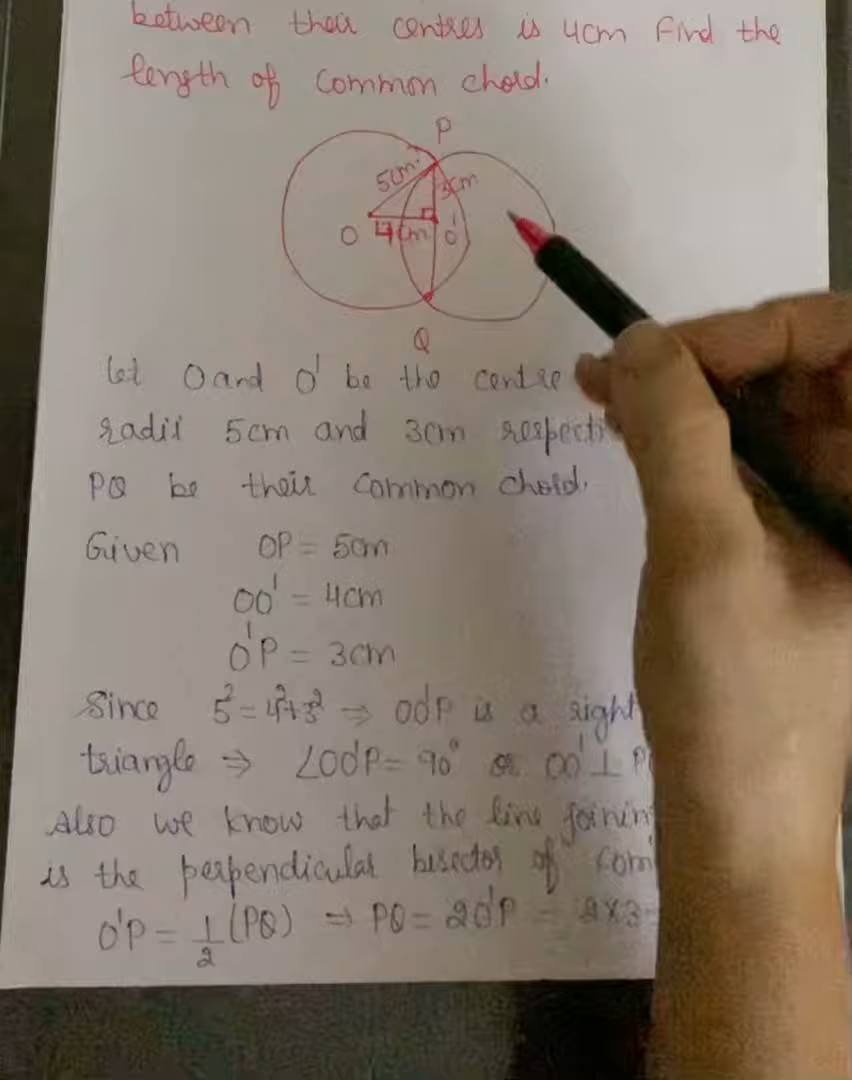 between their centres is 4cm Find the
length of common chord.
P
5cm
3cm
O 4cm O'
Q
Let O and O' be the centre
radii 5cm and 3cm
PQ be their common chord.
Given OP = 5cm
OO' = 4cm
O'P = 3cm
Since 5² = 4²+3² ⇒ OO'P is a right
triangle ⇒ ∠OO'P = 90° or OO' ⊥
Also we know that the line
is the perpendicular bisector of
O'P = 1/2 (PQ) ⇒ PQ = 2O'P = 2×3